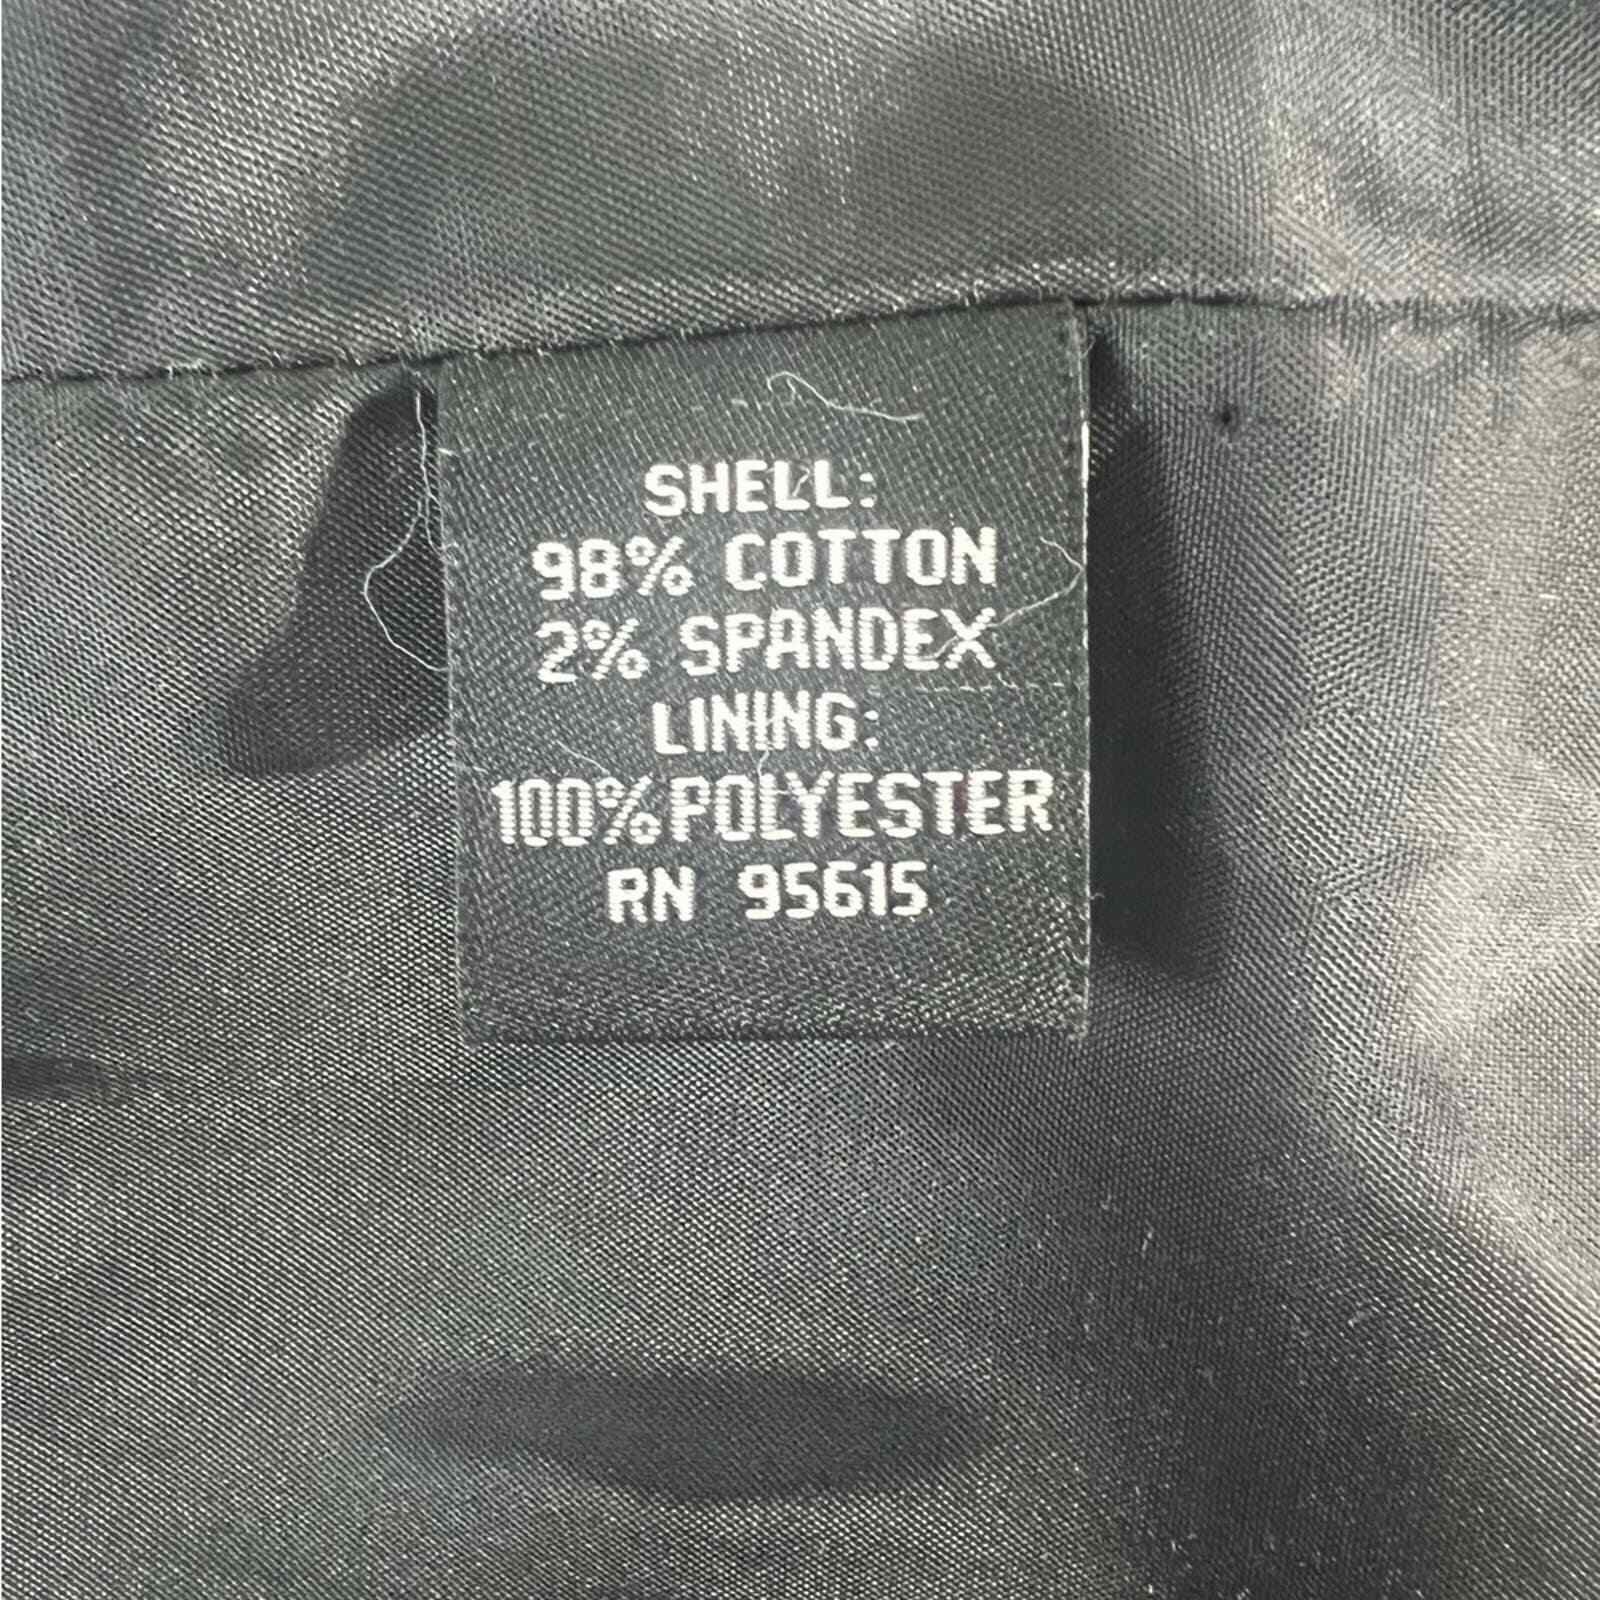 SHELL:
98% COTTON
2% SPANDEX
LINING:
100% POLYESTER
RN 95615